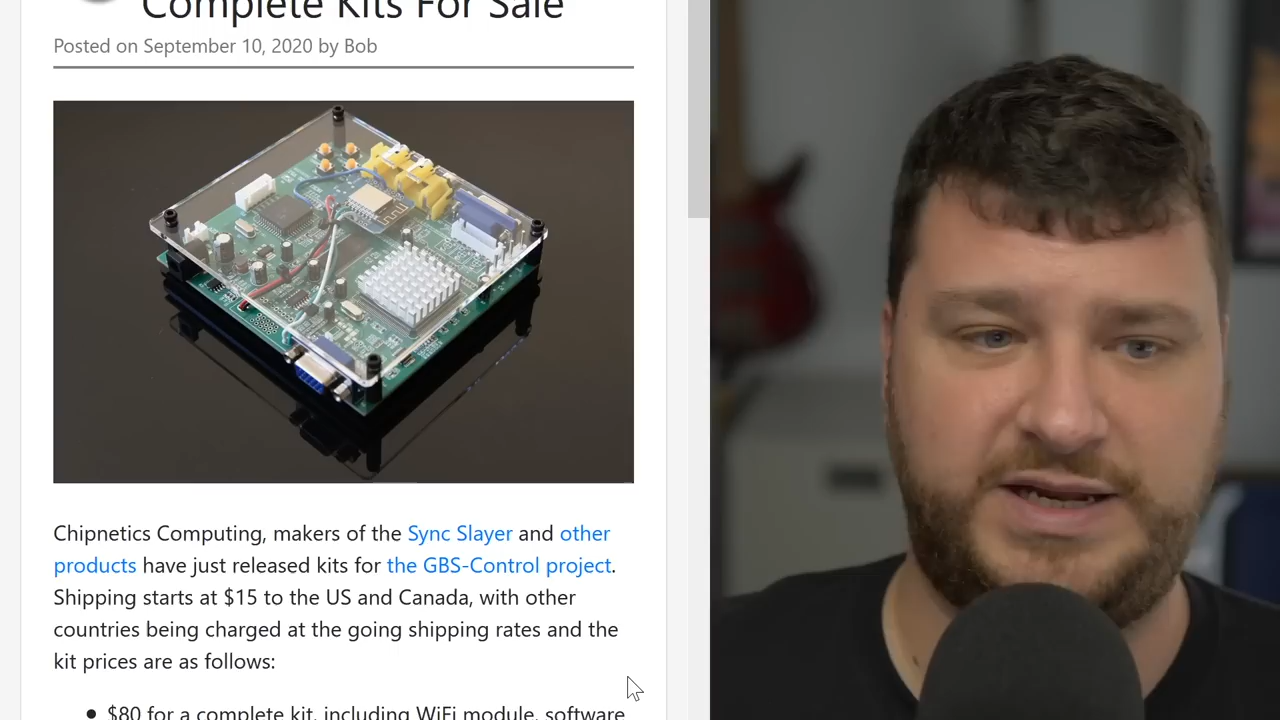 Complete Kits For Sale
Posted on September 10, 2020 by Bob
Chipnetics Computing, makers of the Sync Slayer and other
products have just released kits for the GBS-Control project.
Shipping starts at $15 to the US and Canada, with other
countries being charged at the going shipping rates and the
kit prices are as follows:
• $80 for a complete kit, including WiFi module, software